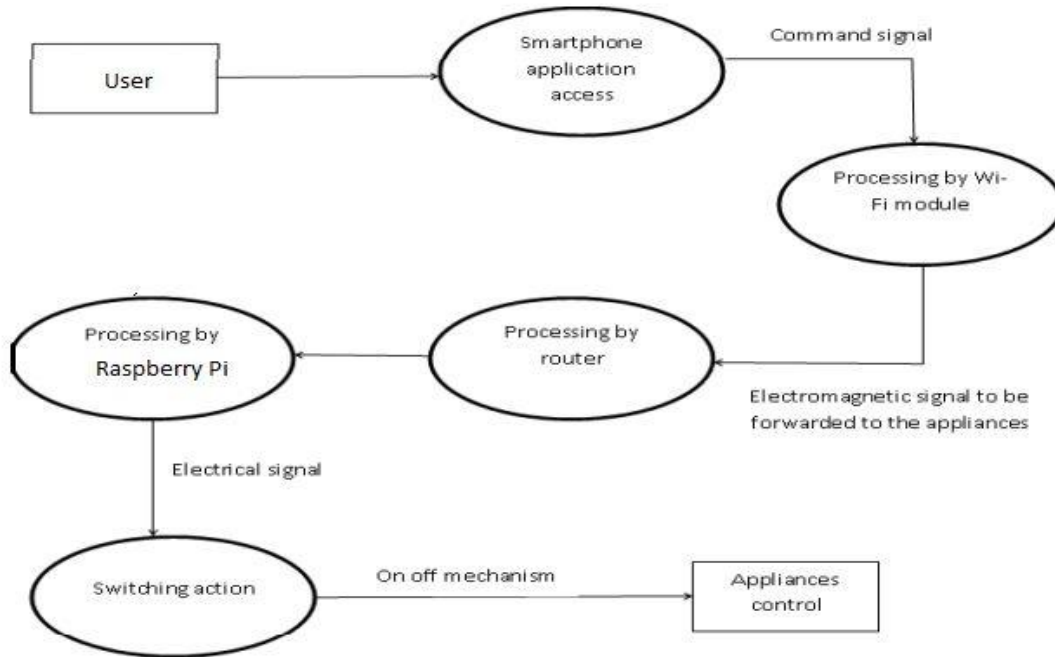 User
Smartphone
application
access
Command signal
Processing by Wi-
Fi module
Electromagnetic signal to be
forwarded to the appliances
Processing by
router
Processing by
Raspberry Pi
Electrical signal
Switching action
On off mechanism
Appliances
control